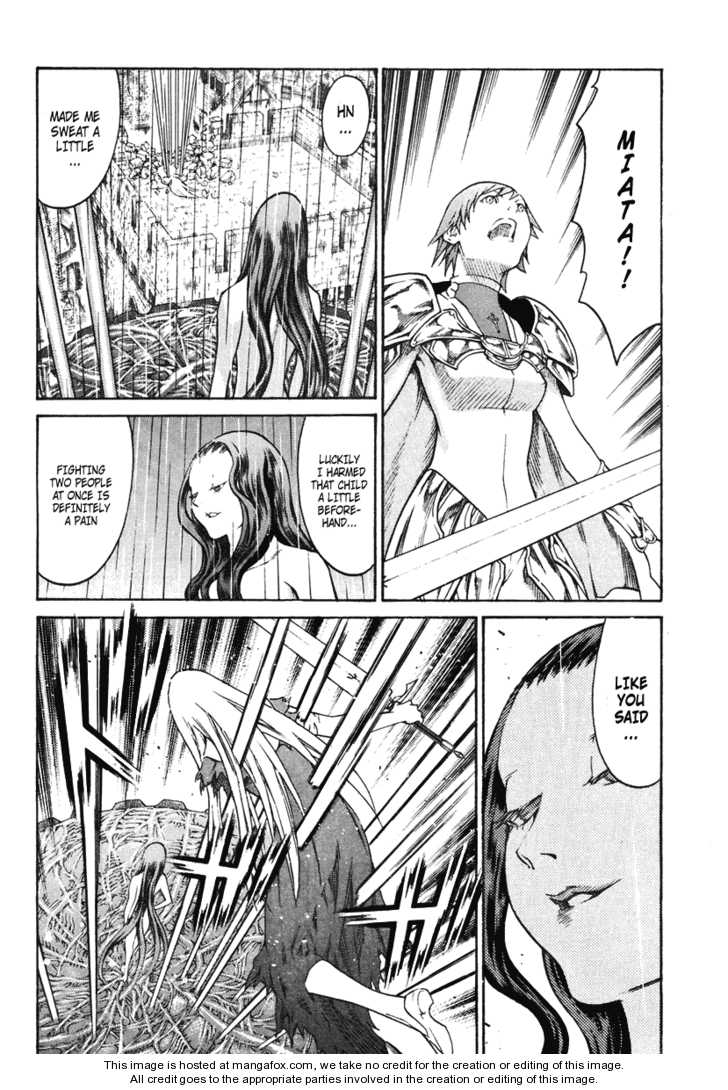 MIATA!!
HN
...
MADE ME
SWEAT A
LITTLE
...
LUCKILY
I HARMED
THAT CHILD
A LITTLE
BEFORE-
HAND...
FIGHTING
TWO PEOPLE
AT ONCE IS
DEFINITELY
A PAIN
LIKE
YOU
SAID
...
This image is hosted at mangafox.com, we take no credit for the creation or editing of this image.
All credit goes to the appropriate parties involved in the creation or editing of this image.